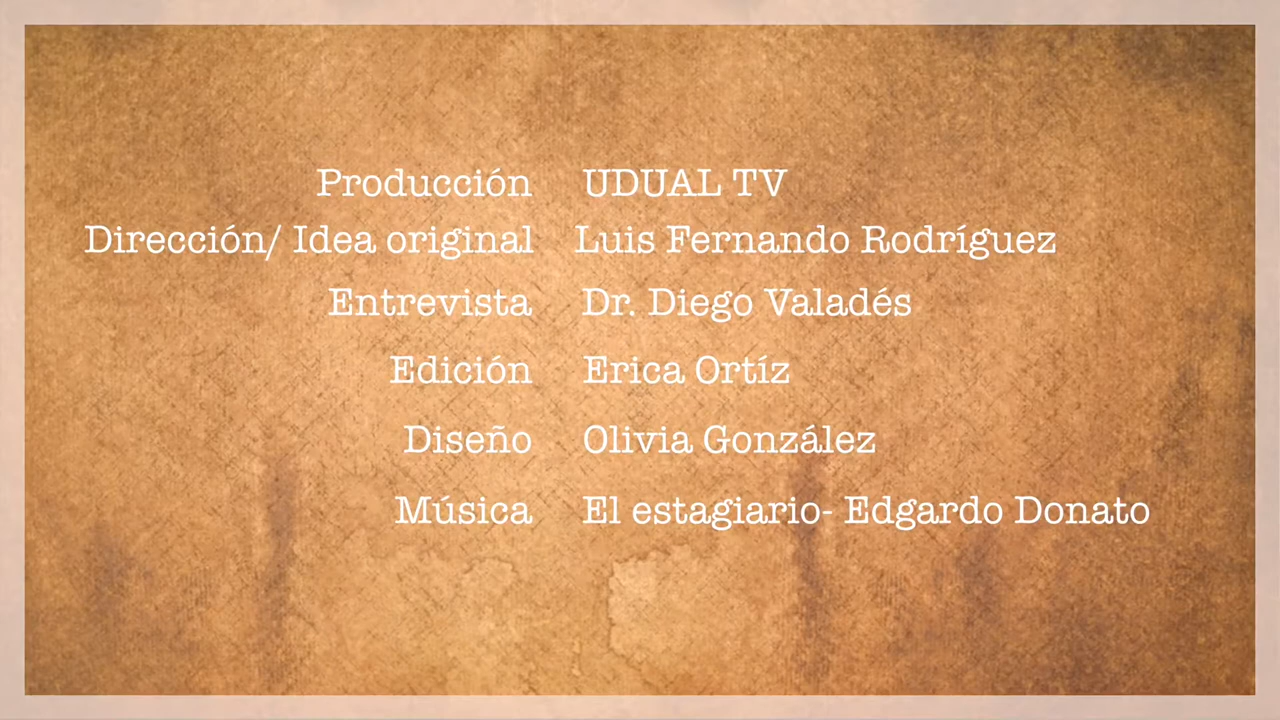 Producción UDUAL TV
Dirección/ Idea original Luis Fernando Rodríguez
Entrevista Dr. Diego Valadés
Edición Erica Ortíz
Diseño Olivia González
Música El estagiario- Edgardo Donato